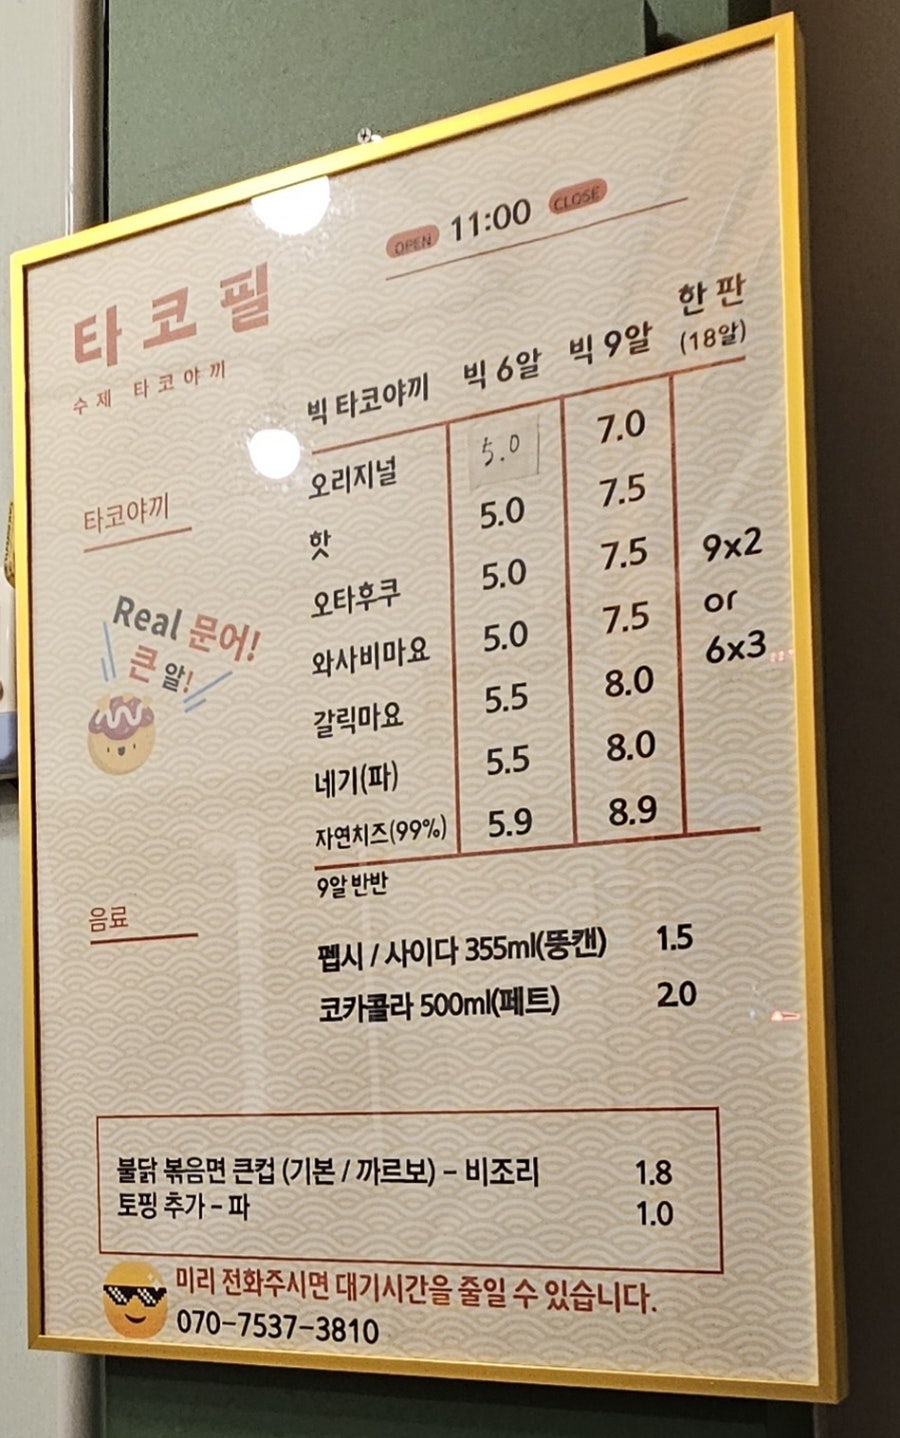 OPEN 11:00 CLOSE
타코필
수제 타코야끼
타코야끼
Real 문어!
큰 알!
빅 타코야끼 빅 6알 빅 9알 한 판 (18알)
오리지널 5.0 7.0
핫 5.0 7.5
오타후쿠 5.0 7.5
와사비마요 5.0 7.5
갈릭마요 5.5 8.0
네기(파) 5.5 8.0
자연치즈(99%) 5.9 8.9
9x2
or
6x3
9알 반반
음료
펩시 / 사이다 355ml(뚱캔) 1.5
코카콜라 500ml(페트) 2.0
불닭 볶음면 큰컵 (기본 / 까르보) - 비조리 1.8
토핑 추가 - 파 1.0
미리 전화주시면 대기시간을 줄일 수 있습니다.
070-7537-3810